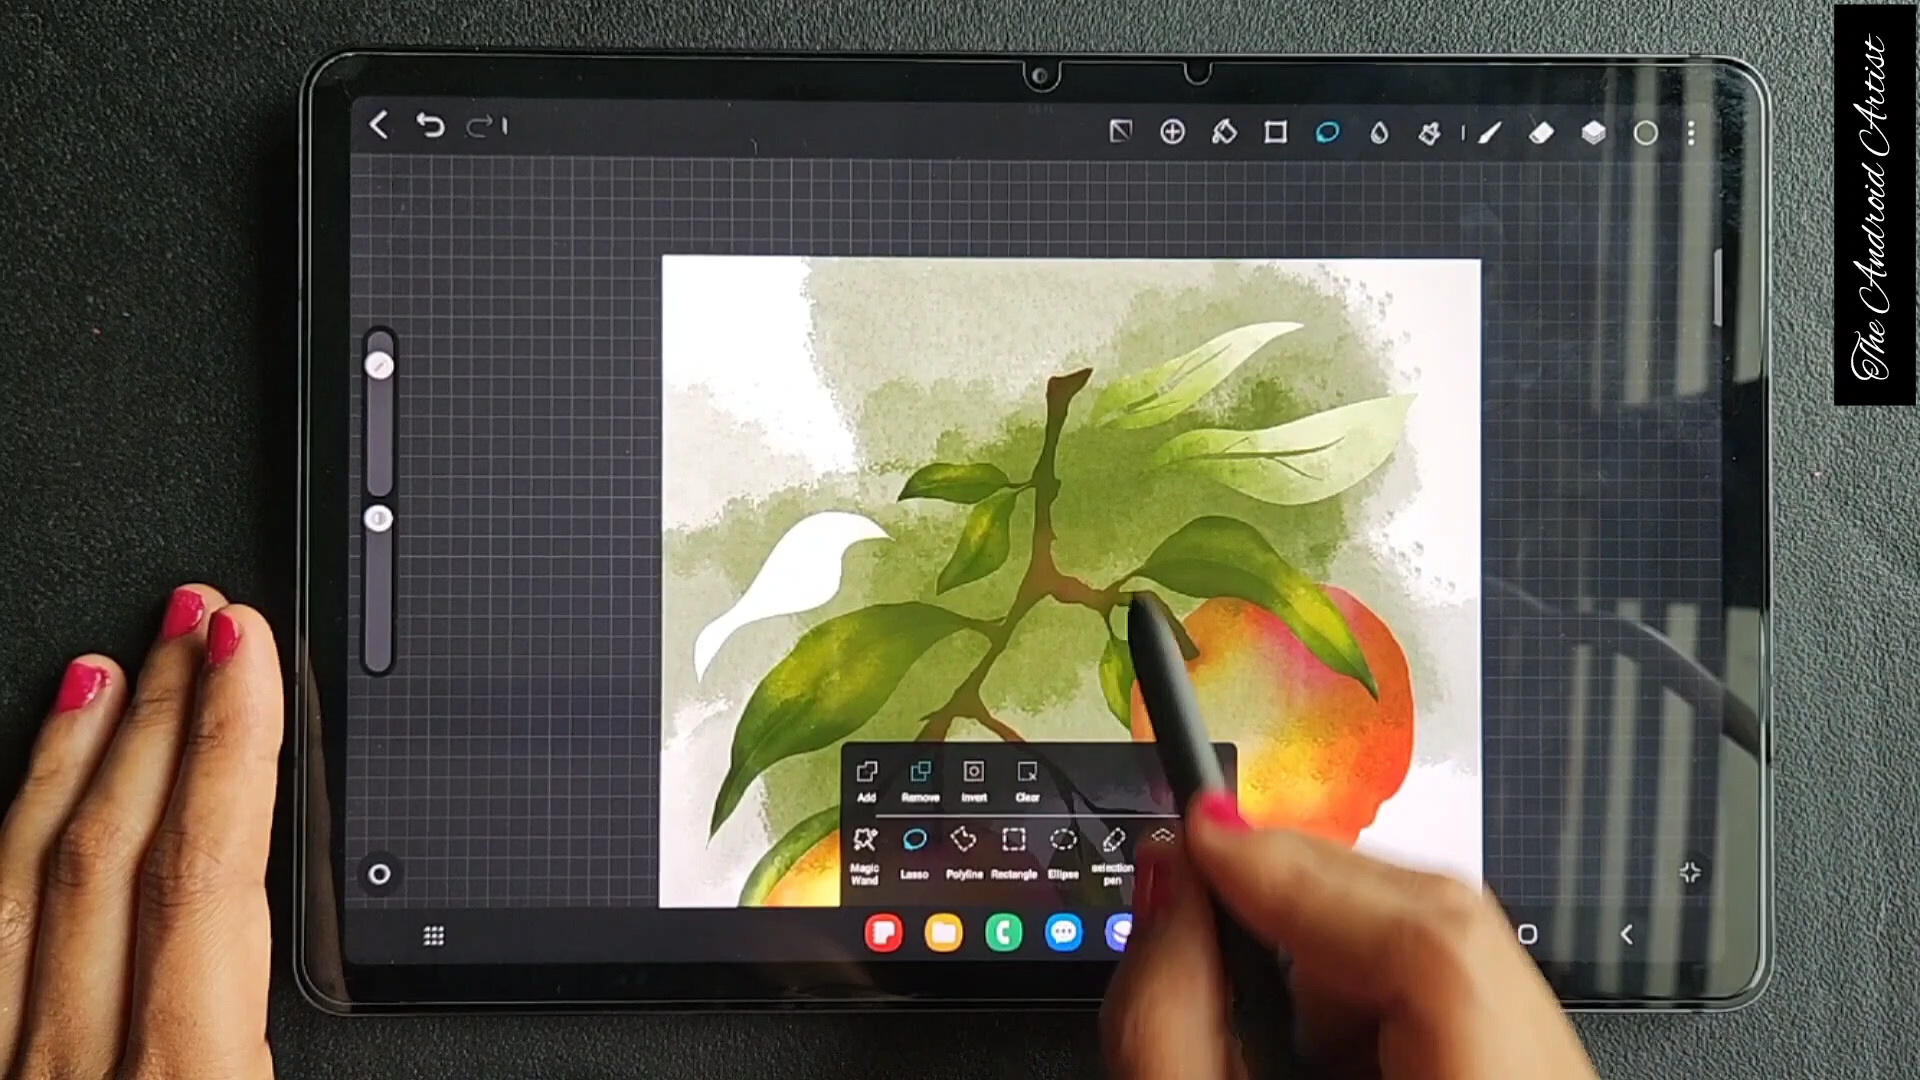 The Android Artist
Add Remove Invert Clear
Magic Wand Lasso Polyline Rectangle Ellipse selection pen